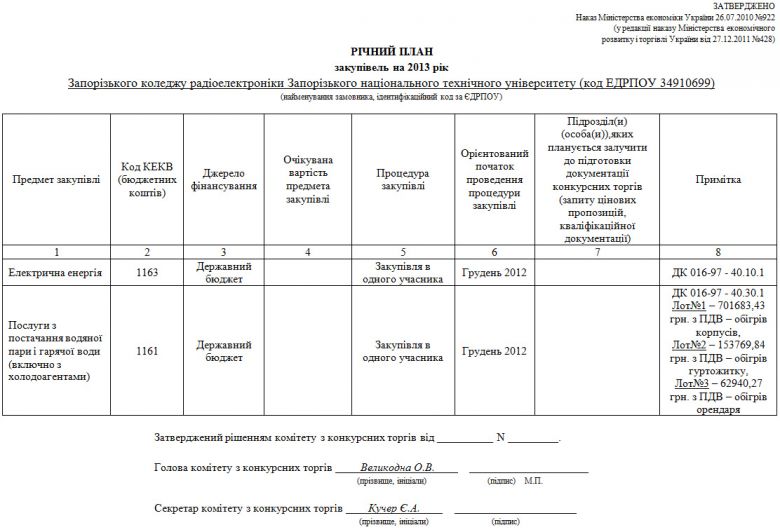 ЗАТВЕРДЖЕНО
Наказ Міністерства економіки України 26.07.2010 №922
(у редакції наказу Міністерства економічного
розвитку і торгівлі України від 27.12.2011 №428)
РІЧНИЙ ПЛАН
закупівель на 2013 рік
Запорізького коледжу радіоелектроніки Запорізького національного технічного університету (код ЕДРПОУ 34910699)
(найменування замовника, ідентифікаційний код за ЄДРПОУ)
Предмет закупівлі
Код КЕКВ
(бюджетних
коштів)
Джерело
фінансування
Очікувана
вартість
предмета
закупівлі
Процедура
закупівлі
Орієнтований
початок
проведення
процедури
закупівлі
Підрозділ(и)
(особа(и)),яких
планується залучити
до підготовки
документації
конкурсних торгів
(запиту цінових
пропозицій,
кваліфікаційної
документації)
Примітка
1
2
3
4
5
6
7
8
Електрична енергія
1163
Державний
бюджет
Закупівля в
одного учасника
Грудень 2012
ДК 016-97 - 40.10.1
Послуги з
постачання водяної
пари і гарячої води
(включно з
холодоагентами)
1161
Державний
бюджет
Закупівля в
одного учасника
Грудень 2012
ДК 016-97 - 40.30.1
Лот№1 – 701683,43
грн. з ПДВ – обігрів
корпусів,
Лот№2 – 153769,84
грн. з ПДВ – обігрів
гуртожитку,
Лот№3 – 62940,27
грн. з ПДВ – обігрів
орендаря
Затверджений рішенням комітету з конкурсних торгів від __________ N __________.
Голова комітету з конкурсних торгів Великодна О.В.
(прізвище, ініціали) (підпис) М.П.
Секретар комітету з конкурсних торгів Кучер Є.А.
(прізвище, ініціали) (підпис)